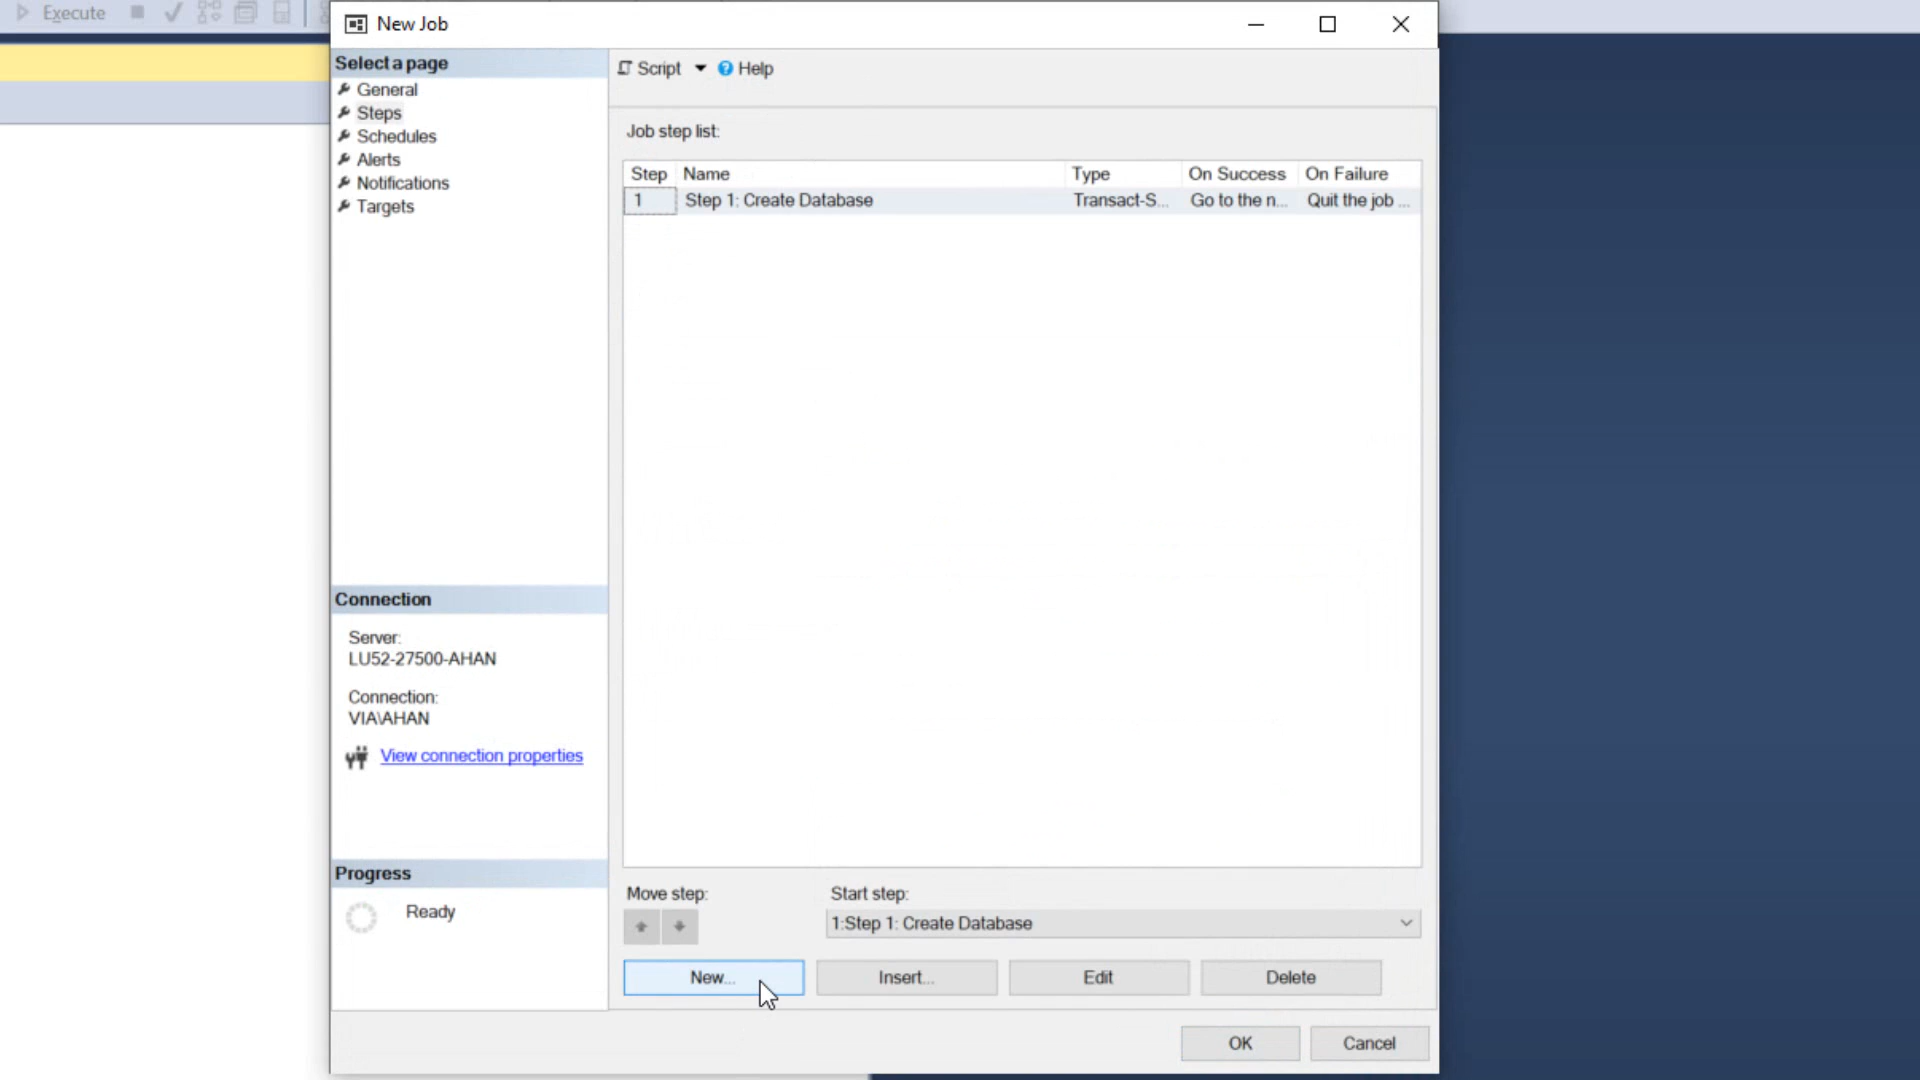 Execute
New Job
Select a page
General
Steps
Schedules
Alerts
Notifications
Targets
Script
Help
Job step list:
Step Name Type On Success On Failure
1 Step 1: Create Database Transact-S... Go to the n... Quit the job ...
Connection
Server:
LU52-27500-AHAN
Connection:
VIA\AHAN
View connection properties
Progress
Ready
Move step:
Start step:
1:Step 1: Create Database
New... Insert... Edit Delete
OK Cancel